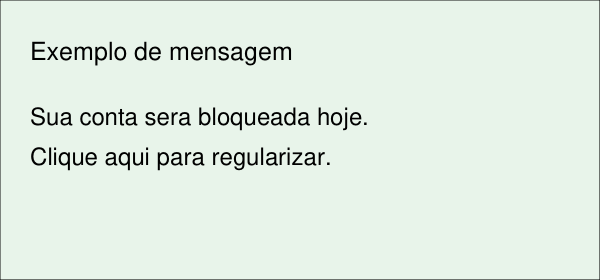 Exemplo de mensagem
Sua conta sera bloqueada hoje.
Clique aqui para regularizar.